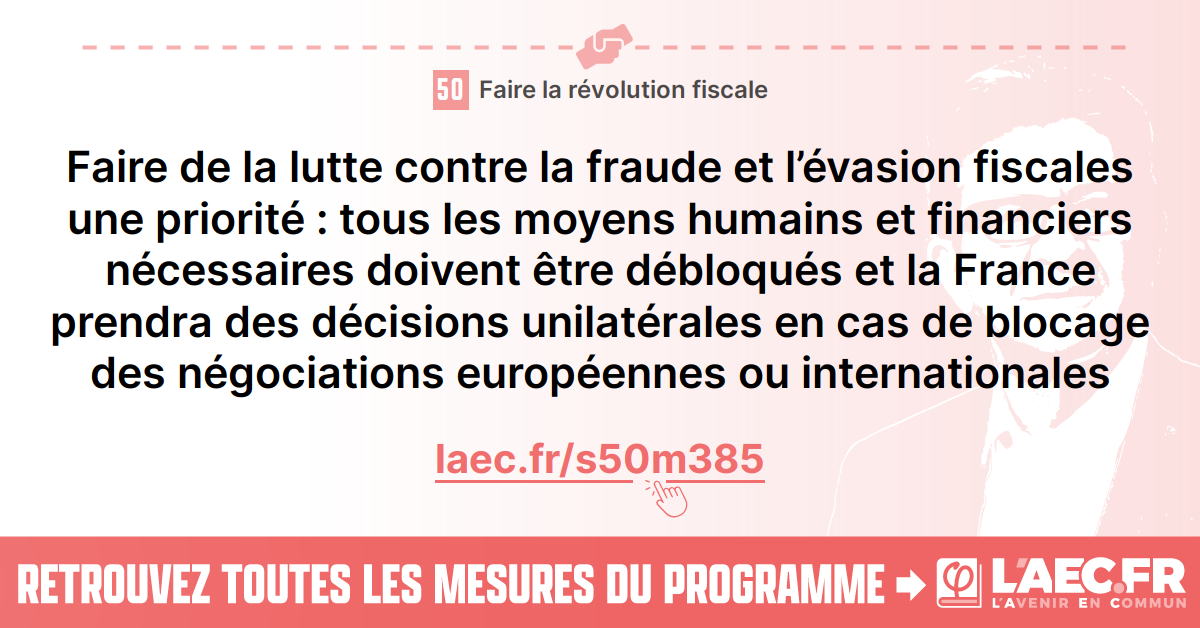 50 Faire la révolution fiscale
Faire de la lutte contre la fraude et l’évasion fiscales
une priorité : tous les moyens humains et financiers
nécessaires doivent être débloqués et la France
prendra des décisions unilatérales en cas de blocage
des négociations européennes ou internationales
laec.fr/s50m385
RETROUVEZ TOUTES LES MESURES DU PROGRAMME
φ L'AEC.FR
L'AVENIR EN COMMUN